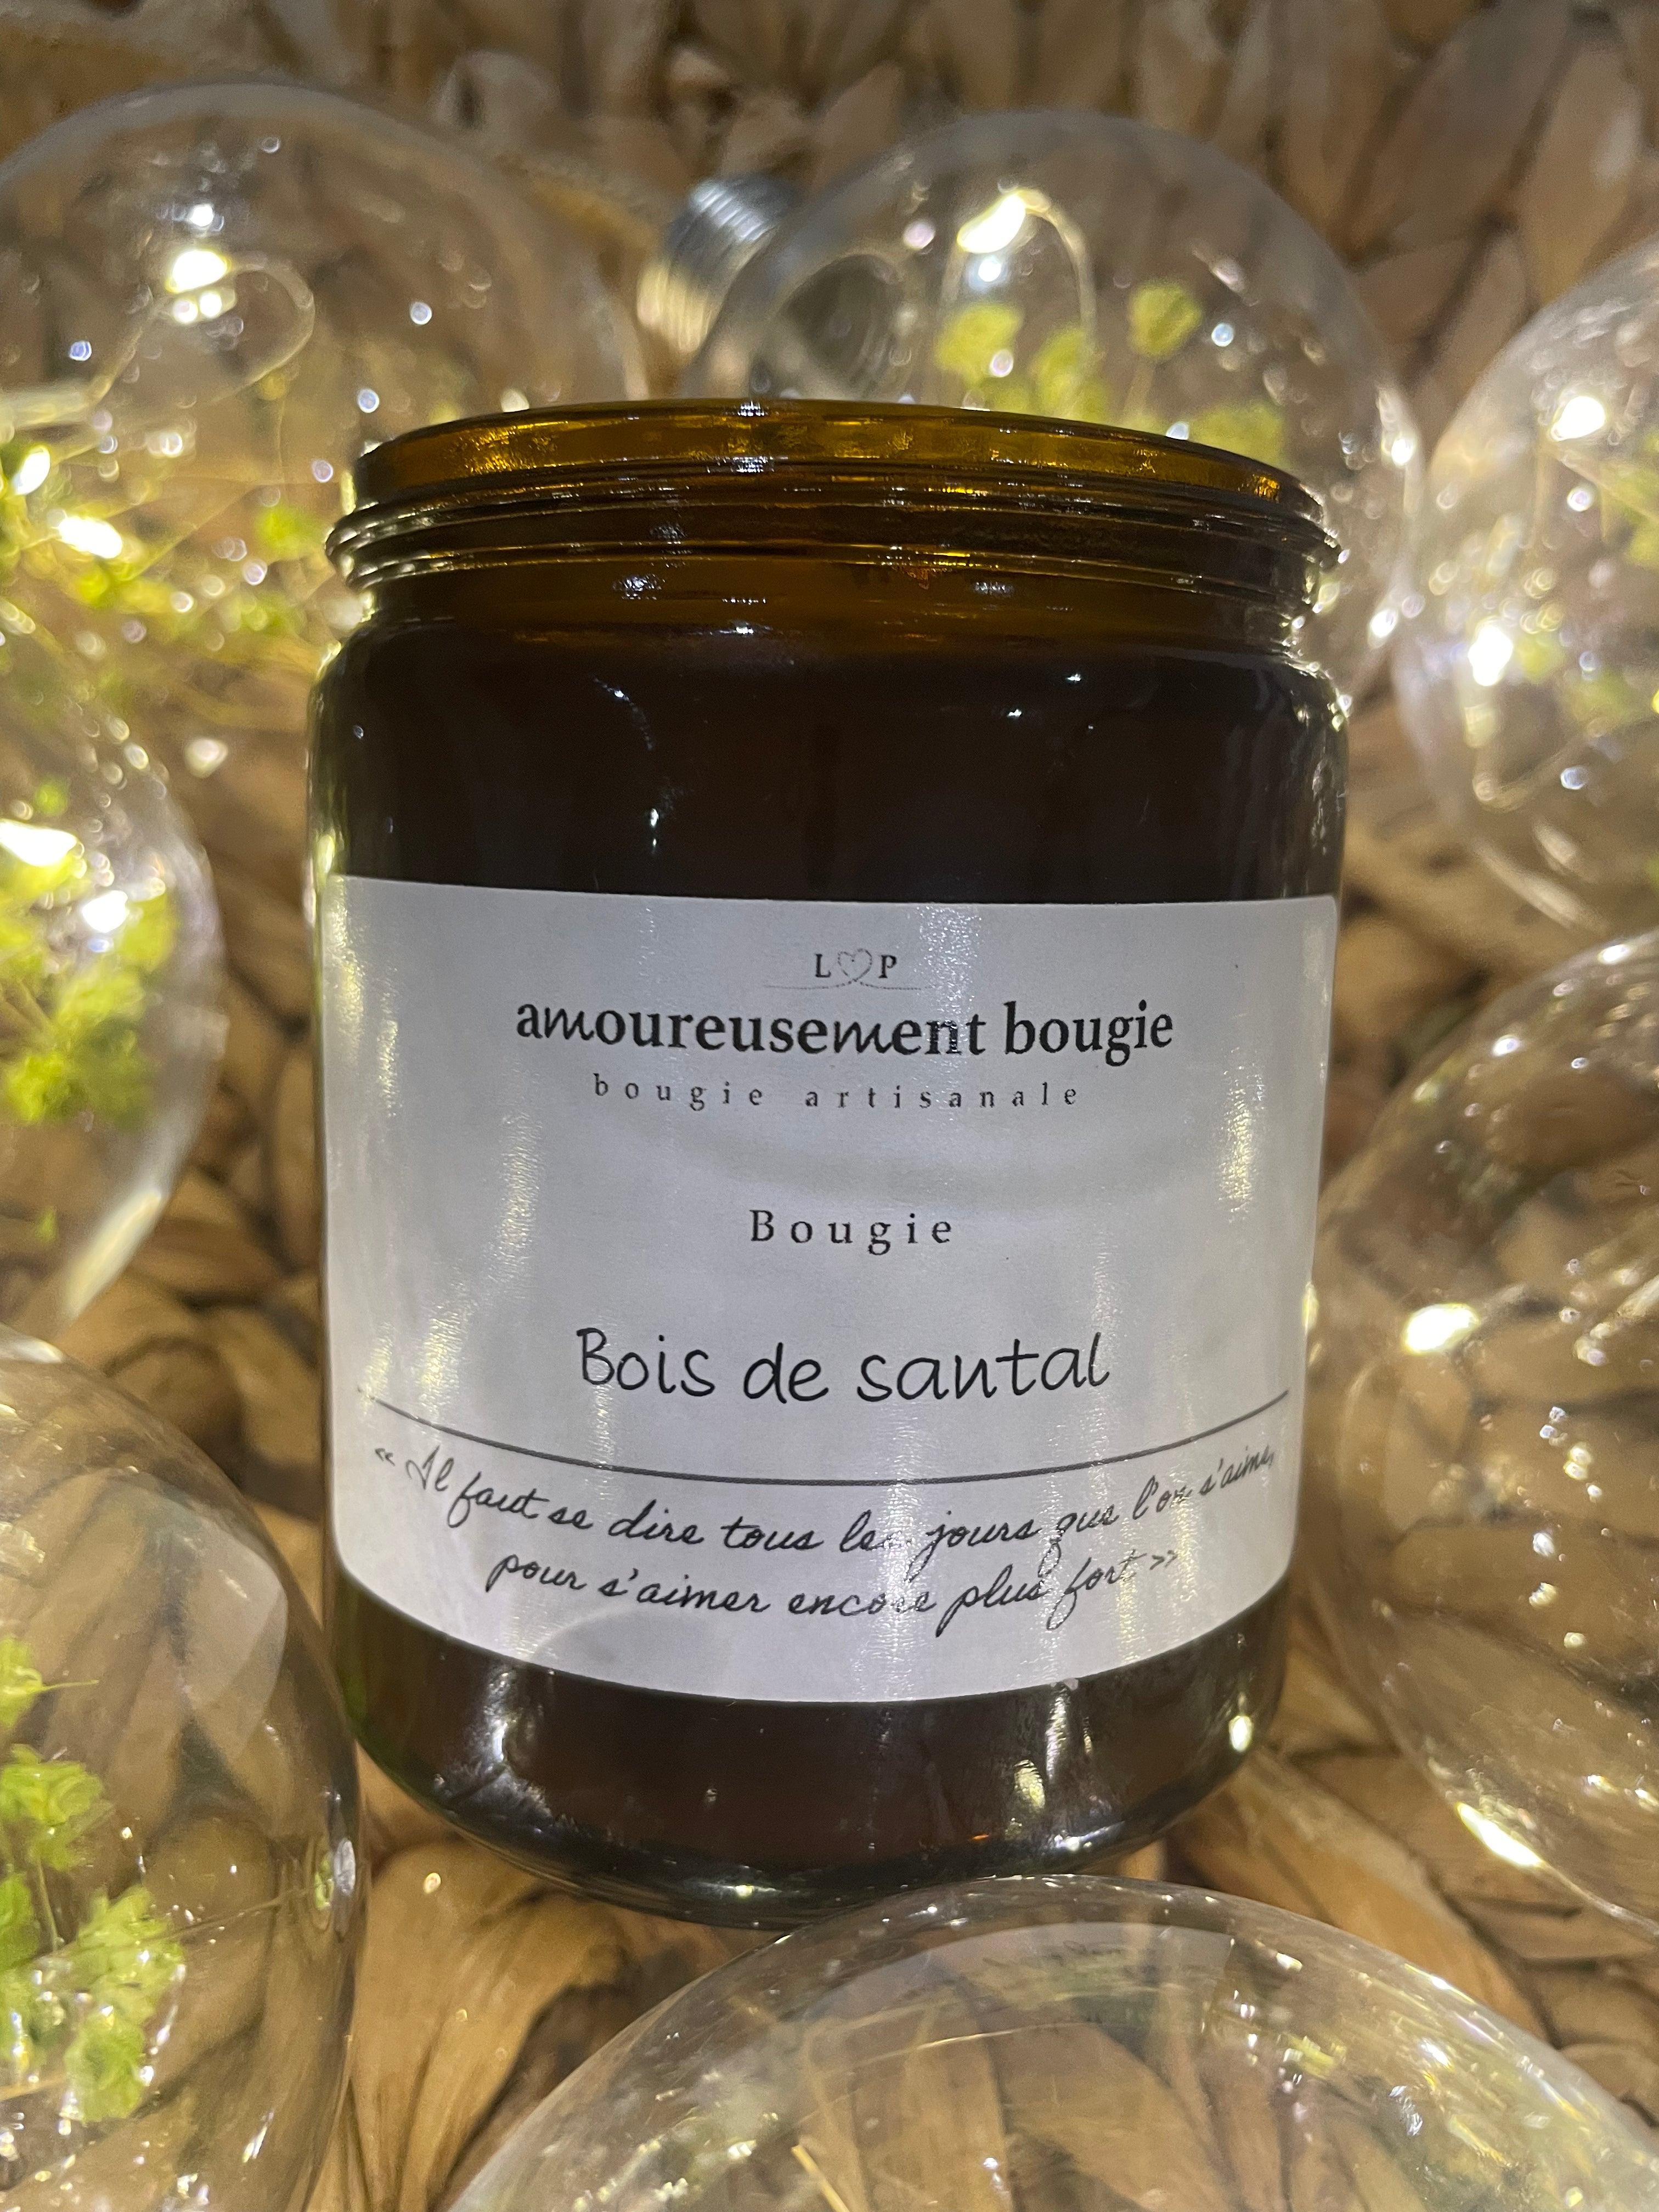 L P
amoureusement bougie
bougie artisanale
Bougie
Bois de santal
« Il faut se dire tous les jours que l'on s'aime,
pour s'aimer encore plus fort »